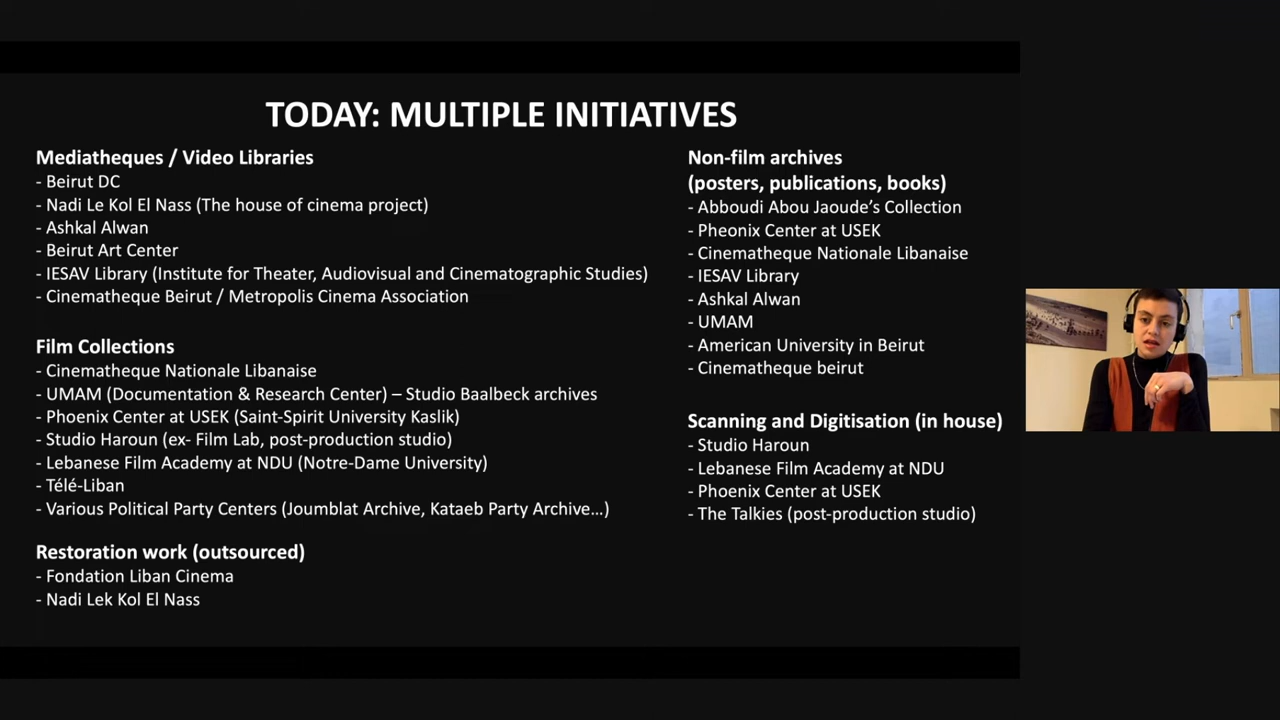 TODAY: MULTIPLE INITIATIVES
Mediatheques / Video Libraries
- Beirut DC
- Nadi Le Kol El Nass (The house of cinema project)
- Ashkal Alwan
- Beirut Art Center
- IESAV Library (Institute for Theater, Audiovisual and Cinematographic Studies)
- Cinematheque Beirut / Metropolis Cinema Association
Film Collections
- Cinematheque Nationale Libanaise
- UMAM (Documentation & Research Center) – Studio Baalbeck archives
- Phoenix Center at USEK (Saint-Spirit University Kaslik)
- Studio Haroun (ex- Film Lab, post-production studio)
- Lebanese Film Academy at NDU (Notre-Dame University)
- Télé-Liban
- Various Political Party Centers (Joumblat Archive, Kataeb Party Archive…)
Restoration work (outsourced)
- Fondation Liban Cinema
- Nadi Lek Kol El Nass
Non-film archives
(posters, publications, books)
- Abboudi Abou Jaoude’s Collection
- Pheonix Center at USEK
- Cinematheque Nationale Libanaise
- IESAV Library
- Ashkal Alwan
- UMAM
- American University in Beirut
- Cinematheque beirut
Scanning and Digitisation (in house)
- Studio Haroun
- Lebanese Film Academy at NDU
- Phoenix Center at USEK
- The Talkies (post-production studio)